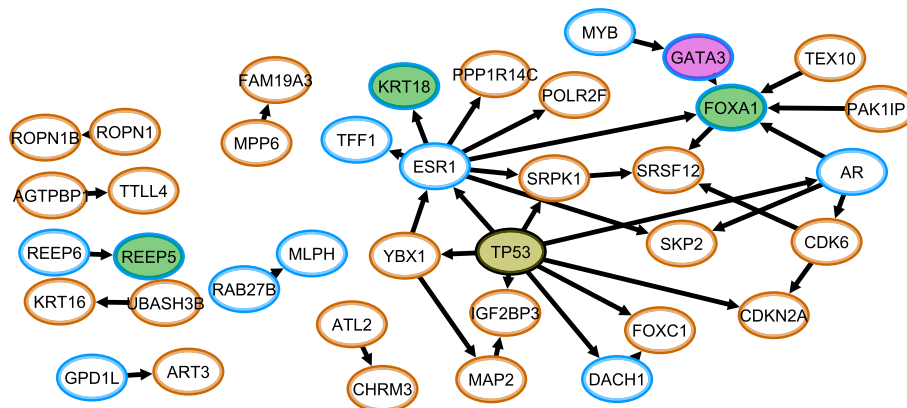 MYB
GATA3
TEX10
FAM19A3
KRT18
PPP1R14C
POLR2F
FOXA1
PAK1IP
ROPN1B
ROPN1
MPP6
TFF1
ESR1
SRPK1
SRSF12
AR
AGTPBP1
TTLL4
REEP6
REEP5
MLPH
RAB27B
YBX1
TP53
SKP2
CDK6
KRT16
UBASH3B
ATL2
IGF2BP3
FOXC1
CDKN2A
GPD1L
ART3
CHRM3
MAP2
DACH1